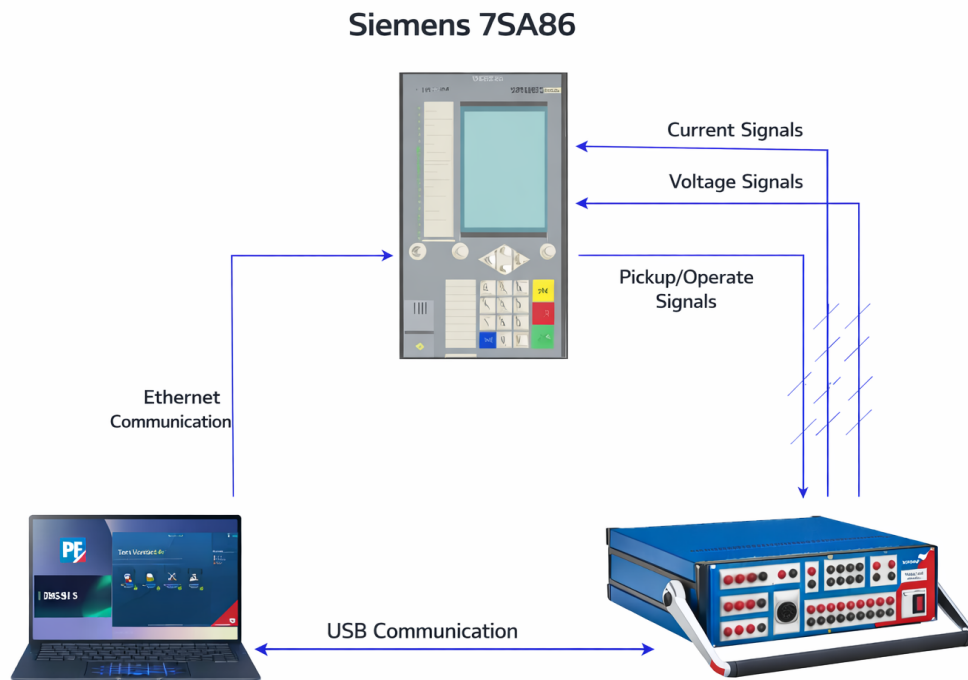 Siemens 7SA86
Current Signals
Voltage Signals
Pickup/Operate
Signals
Ethernet
Communication
PF
USB Communication